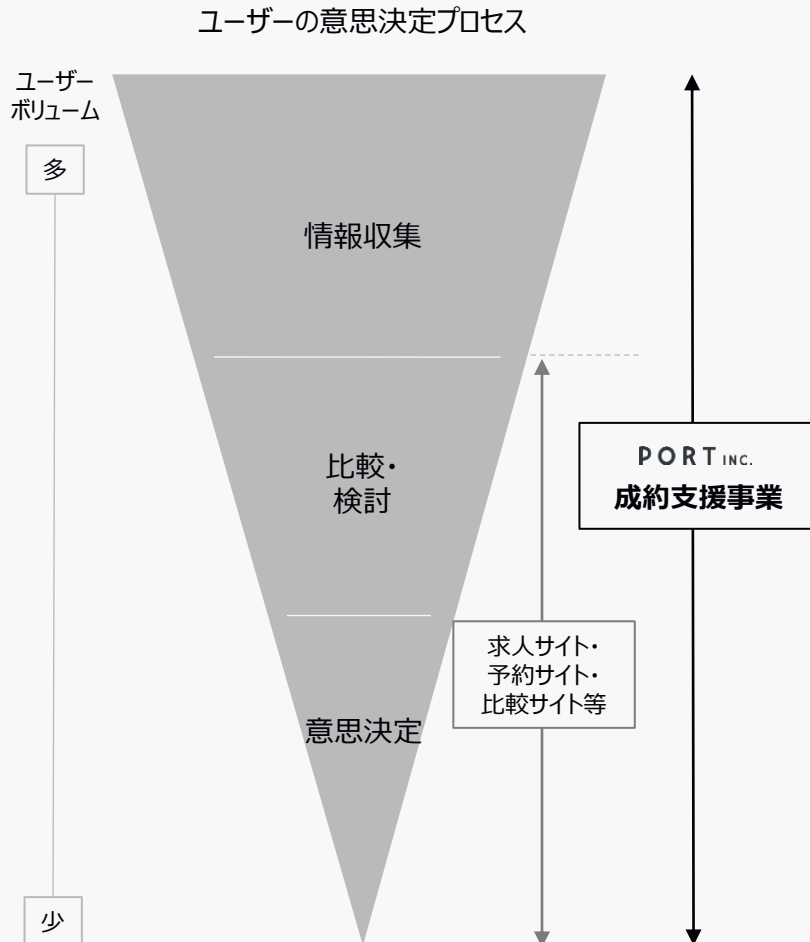 ユーザーの意思決定プロセス
ユーザー
ボリューム
多
情報収集
比較・
検討
PORT INC.
成約支援事業
求人サイト・
予約サイト・
比較サイト等
意思決定
少